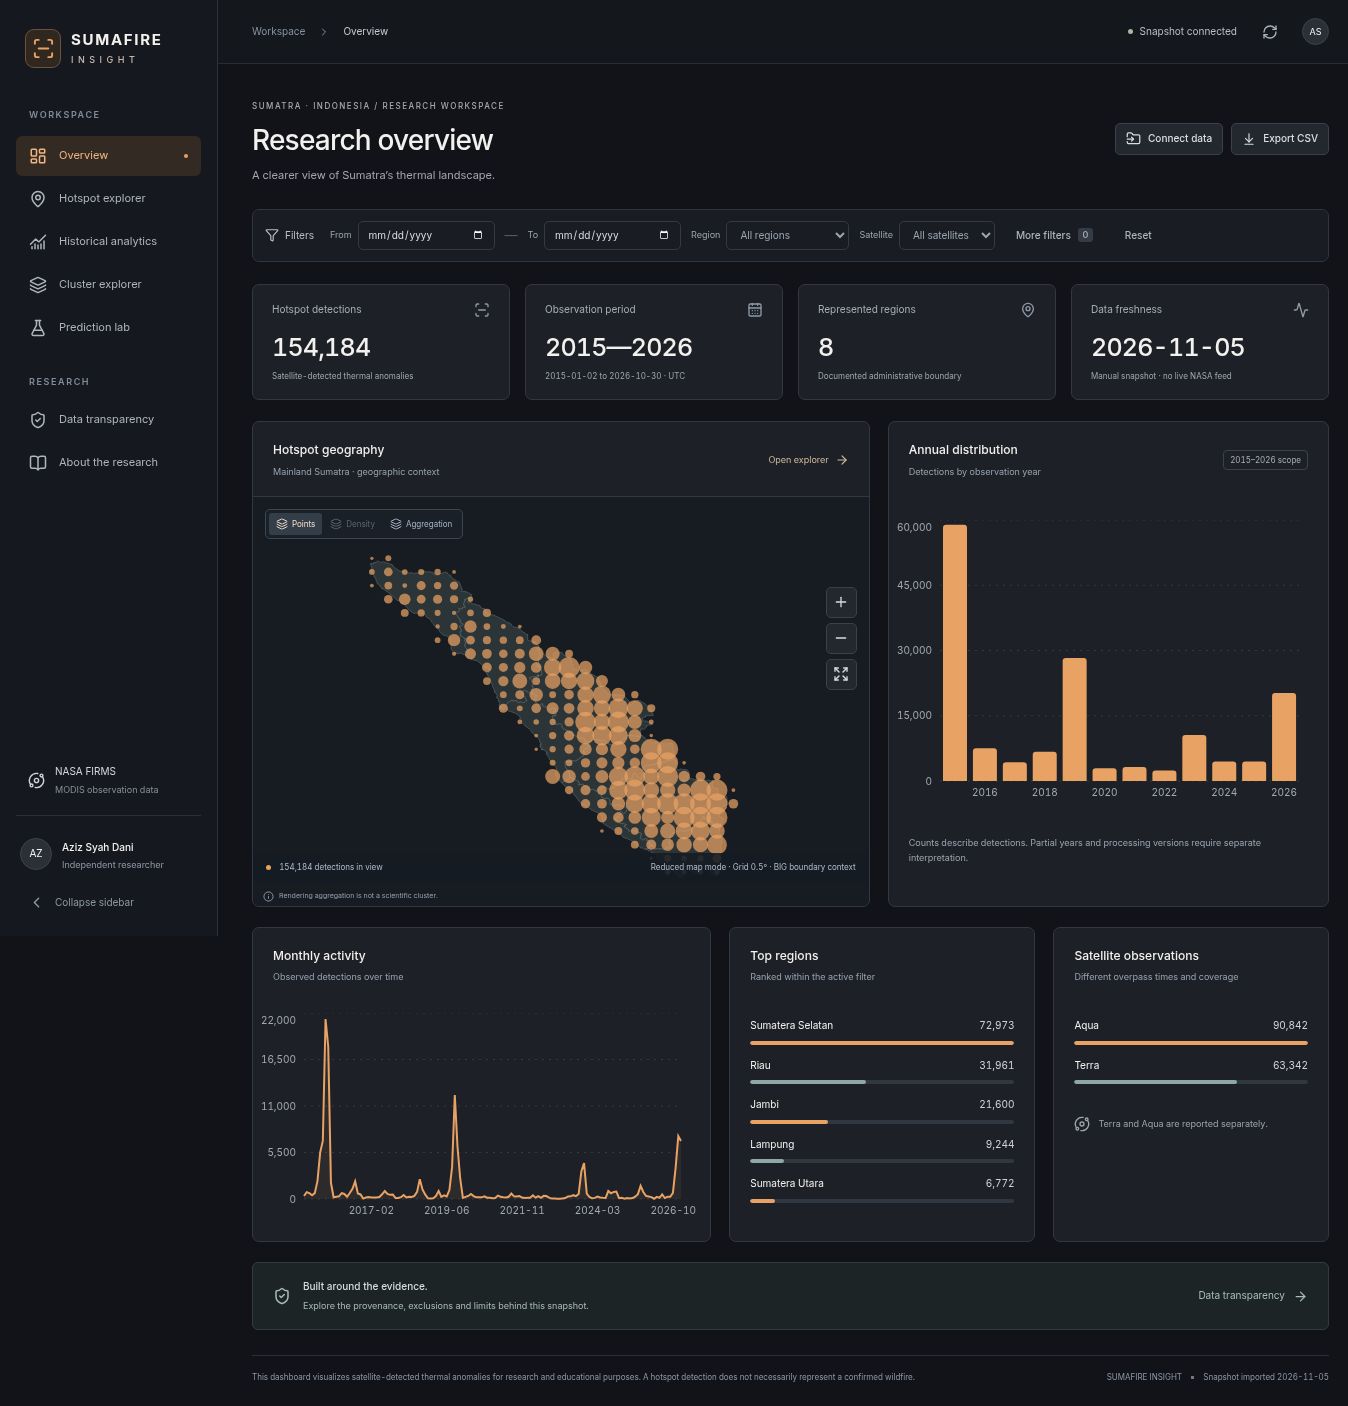 SUMAFIRE
INSIGHT
WORKSPACE
Overview
Hotspot explorer
Historical analytics
Cluster explorer
Prediction lab
RESEARCH
Data transparency
About the research
NASA FIRMS
MODIS observation data
AZ
Aziz Syah Dani
Independent researcher
Collapse sidebar
Workspace > Overview
Snapshot connected
AS
SUMATRA · INDONESIA / RESEARCH WORKSPACE
Research overview
A clearer view of Sumatra's thermal landscape.
Connect data
Export CSV
Filters From mm/dd/yyyy — To mm/dd/yyyy Region All regions Satellite All satellites More filters 0 Reset
Hotspot detections
154,184
Satellite-detected thermal anomalies
Observation period
2015—2026
2015-01-02 to 2026-10-30 · UTC
Represented regions
8
Documented administrative boundary
Data freshness
2026-11-05
Manual snapshot · no live NASA feed
Hotspot geography
Mainland Sumatra · geographic context
Open explorer
Points Density Aggregation
154,184 detections in view
Reduced map mode · Grid 0.5° · BIG boundary context
Rendering aggregation is not a scientific cluster.
Annual distribution
Detections by observation year
2015–2026 scope
60,000
45,000
30,000
15,000
0
2016 2018 2020 2022 2024 2026
Counts describe detections. Partial years and processing versions require separate
interpretation.
Monthly activity
Observed detections over time
22,000
16,500
11,000
5,500
0
2017-02 2019-06 2021-11 2024-03 2026-10
Top regions
Ranked within the active filter
Sumatera Selatan 72,973
Riau 31,961
Jambi 21,600
Lampung 9,244
Sumatera Utara 6,772
Satellite observations
Different overpass times and coverage
Aqua 90,842
Terra 63,342
Terra and Aqua are reported separately.
Built around the evidence.
Explore the provenance, exclusions and limits behind this snapshot.
Data transparency
This dashboard visualizes satellite-detected thermal anomalies for research and educational purposes. A hotspot detection does not necessarily represent a confirmed wildfire.
SUMAFIRE INSIGHT • Snapshot imported 2026-11-05